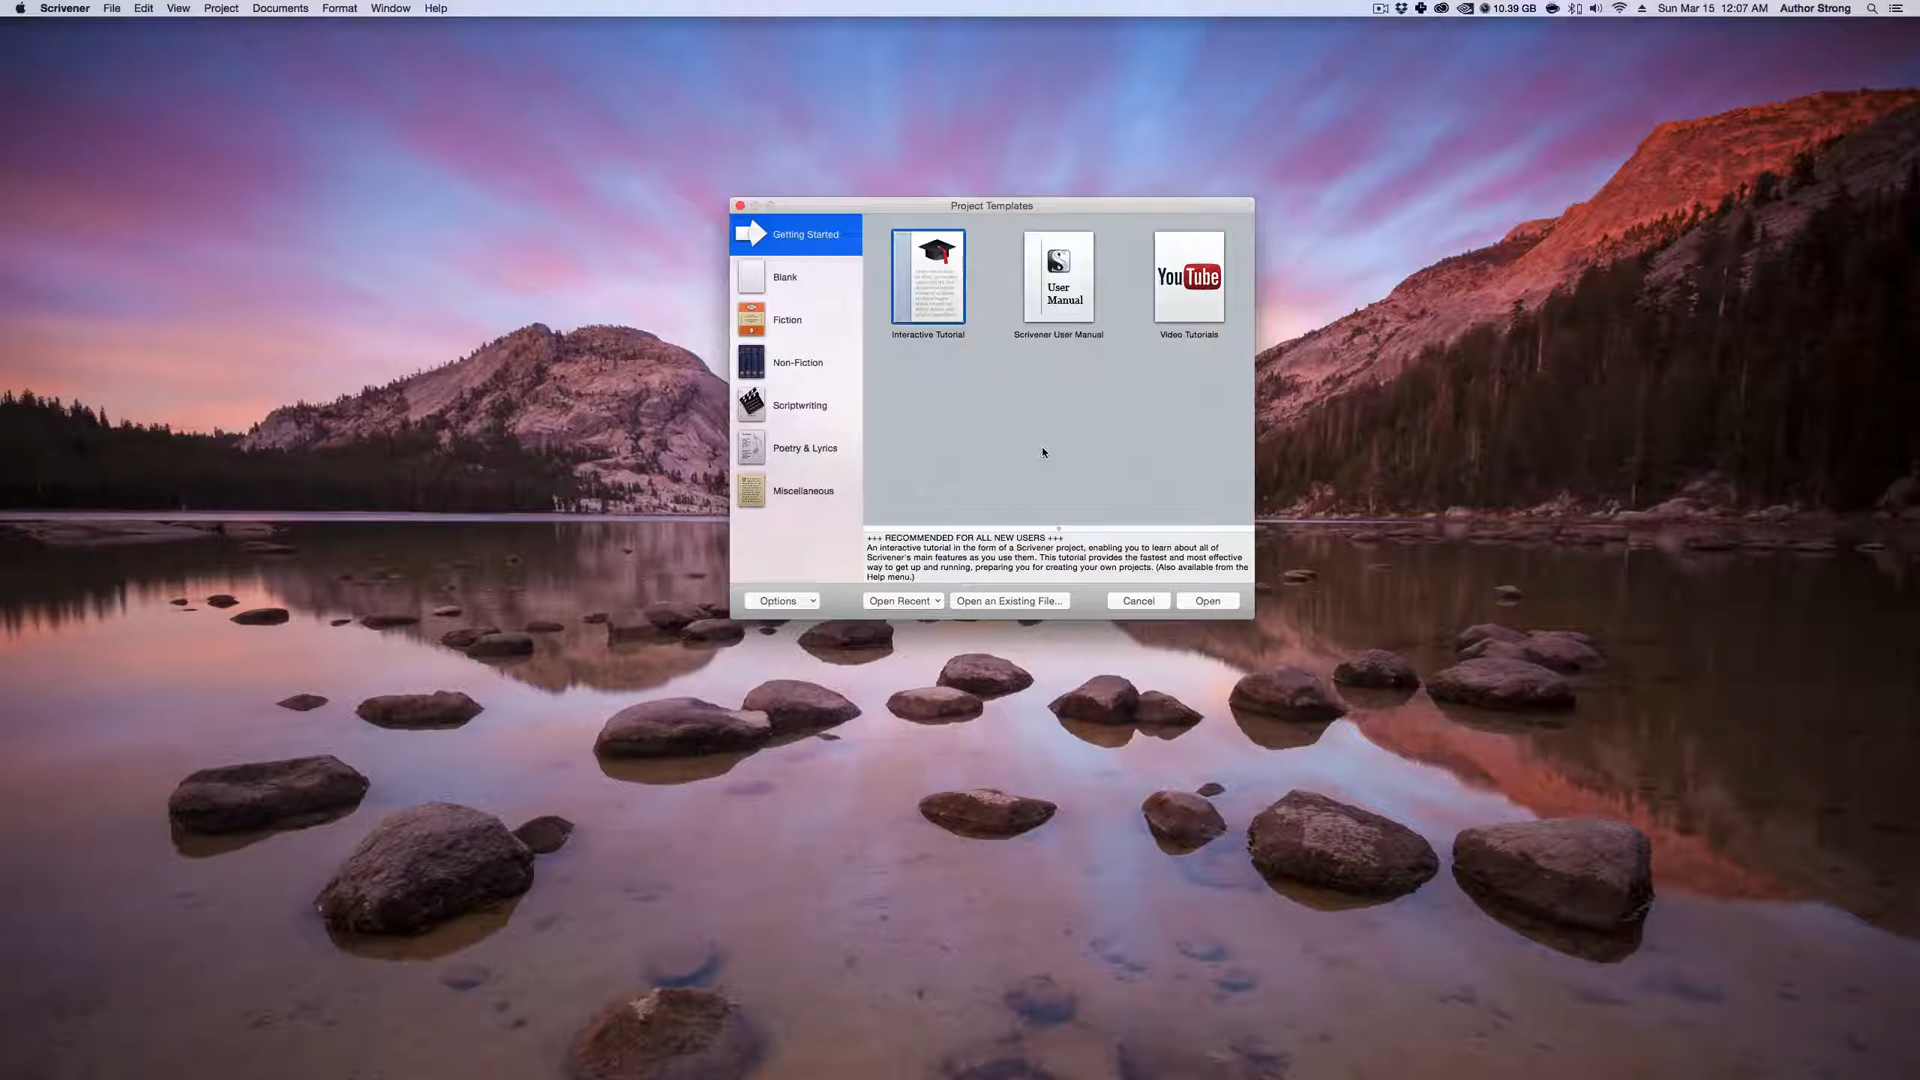 Scrivener File Edit View Project Documents Format Window Help
10.39 GB Sun Mar 15 12:07 AM Author Strong
Project Templates
Getting Started
Blank
Fiction
Non-Fiction
Scriptwriting
Poetry & Lyrics
Miscellaneous
User
Manual
YouTube
Interactive Tutorial
Scrivener User Manual
Video Tutorials
+++ RECOMMENDED FOR ALL NEW USERS +++
An interactive tutorial in the form of a Scrivener project, enabling you to learn about all of
Scrivener's main features as you use them. This tutorial provides the fastest and most effective
way to get up and running, preparing you for creating your own projects. (Also available from the
Help menu.)
Options
Open Recent
Open an Existing File...
Cancel
Open